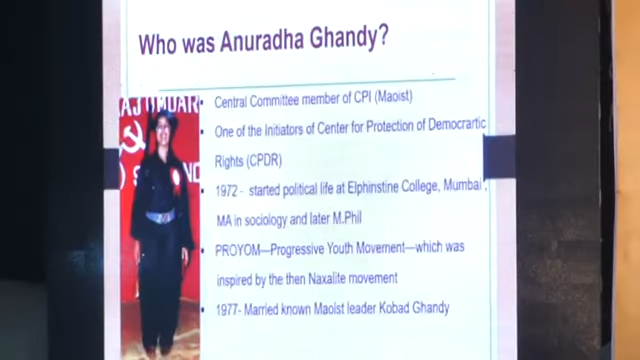 Who was Anuradha Ghandy?
Central Committee member of CPI (Maoist)
One of the Initiators of Center for Protection of Democrartic
Rights (CPDR)
1972 - started political life at Elphinstine College, Mumbai.
MA in sociology and later M.Phil
PROYOM—Progressive Youth Movement—which was
inspired by the then Naxalite movement
1977- Married known Maoist leader Kobad Ghandy